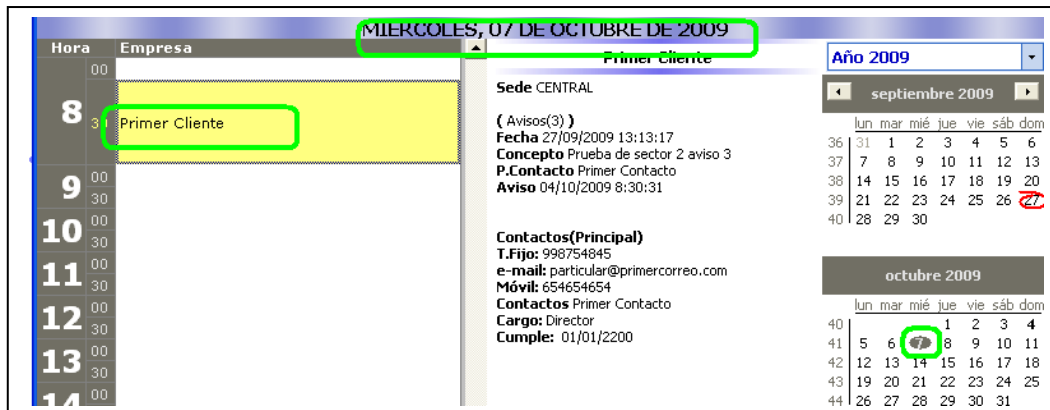 MIERCOLES, 07 DE OCTUBRE DE 2009
Hora Empresa
00
8
30 Primer Cliente
9 00
30
10 00
30
11 00
30
12 00
30
13 00
30
14 00
Primer Cliente
Sede CENTRAL
( Avisos(3) )
Fecha 27/09/2009 13:13:17
Concepto Prueba de sector 2 aviso 3
P.Contacto Primer Contacto
Aviso 04/10/2009 8:30:31
Contactos(Principal)
T.Fijo: 998754845
e-mail: particular@primercorreo.com
Móvil: 654654654
Contactos Primer Contacto
Cargo: Director
Cumple: 01/01/2200
Año 2009
septiembre 2009
lun mar mié jue vie sáb dom
36 31 1 2 3 4 5 6
37 7 8 9 10 11 12 13
38 14 15 16 17 18 19 20
39 21 22 23 24 25 26 27
40 28 29 30
octubre 2009
lun mar mié jue vie sáb dom
40 1 2 3 4
41 5 6 7 8 9 10 11
42 12 13 14 15 16 17 18
43 19 20 21 22 23 24 25
44 26 27 28 29 30 31